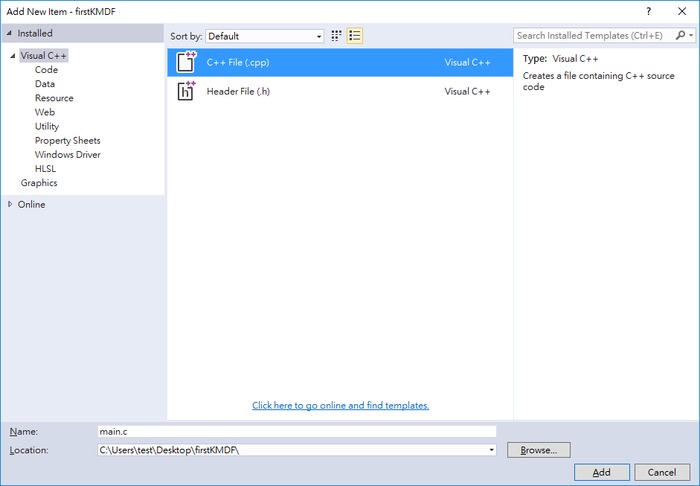 Add New Item - firstKMDF
?
Installed
Sort by: Default
Search Installed Templates (Ctrl+E)
Visual C++
Code
Data
Resource
Web
Utility
Property Sheets
Windows Driver
HLSL
Graphics
Online
C++ File (.cpp) Visual C++
Header File (.h) Visual C++
Type: Visual C++
Creates a file containing C++ source
code
Click here to go online and find templates.
Name: main.c
Location: C:\Users\test\Desktop\firstKMDF\
Browse...
Add
Cancel